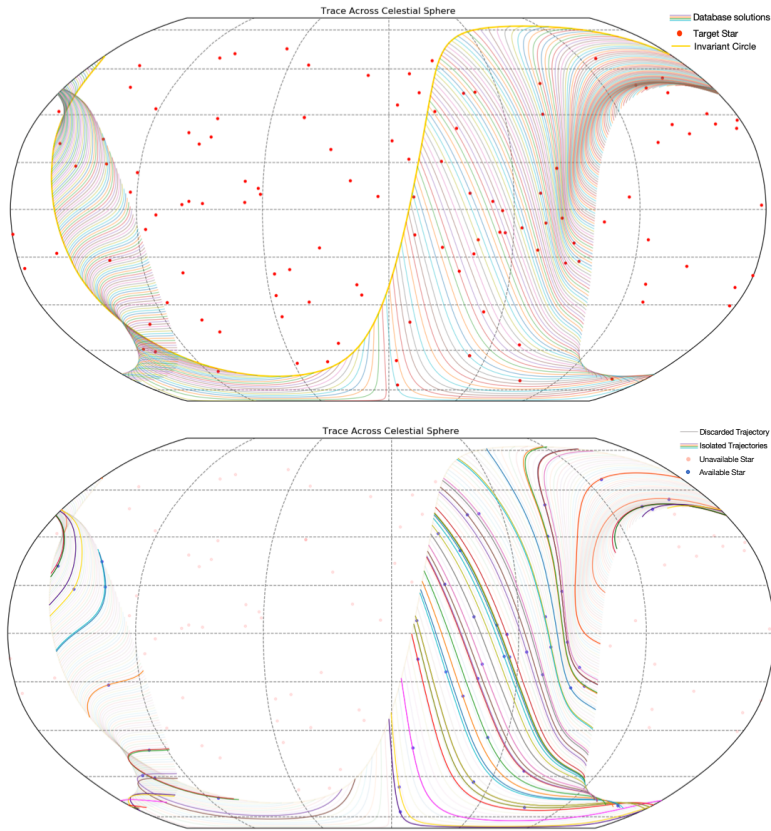 Trace Across Celestial Sphere
Database solutions
Target Star
Invariant Circle
Trace Across Celestial Sphere
Discarded Trajectory
Isolated Trajectories
Unavailable Star
Available Star